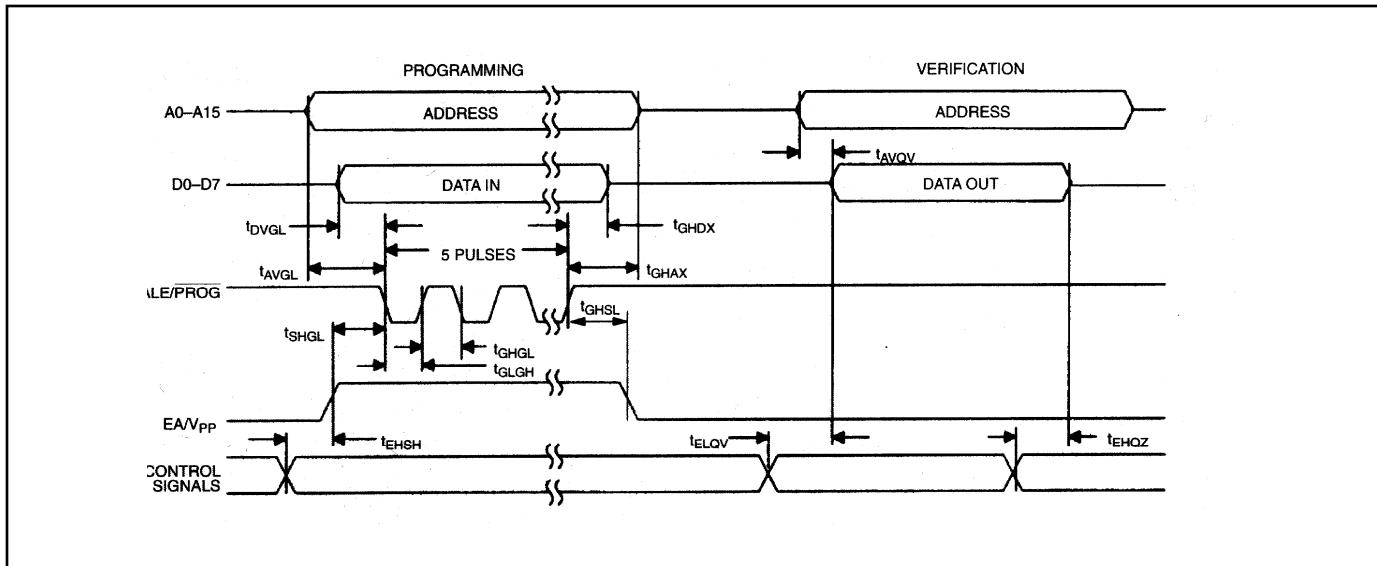 PROGRAMMING VERIFICATION
A0–A15 ADDRESS ADDRESS
tAVQV
D0–D7 DATA IN DATA OUT
tDVGL tGHDX
5 PULSES
tAVGL tGHAX
ALE/PROG
tGHSL
tSHGL
tGHGL
tGLGH
EA/VPP
tEHSH tELQV tEHQZ
CONTROL
SIGNALS